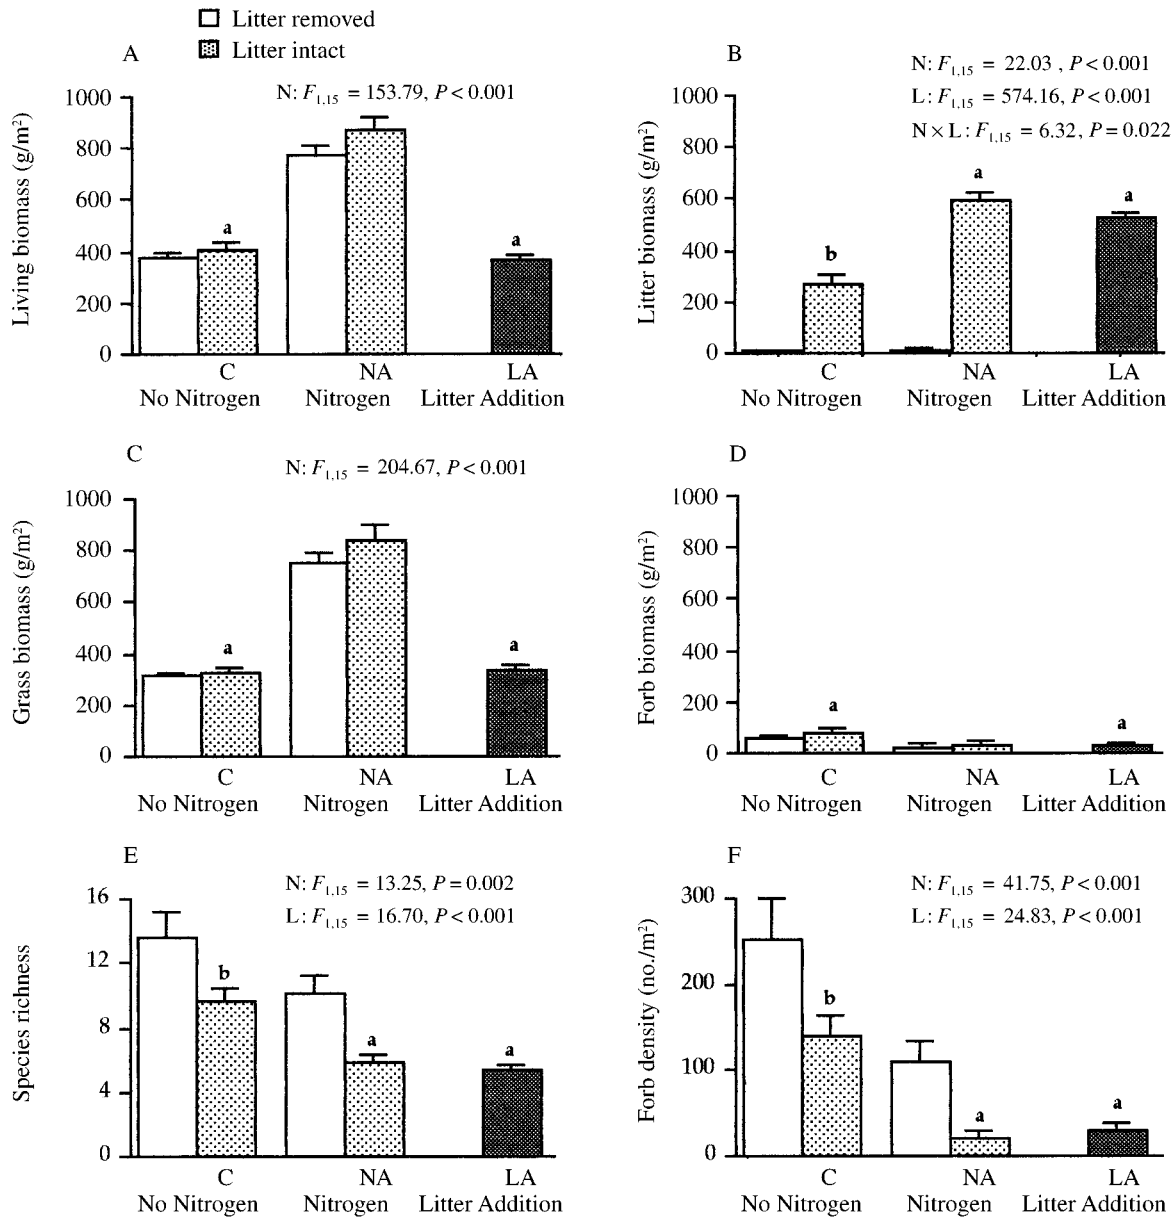 Litter removed
Litter intact
A
N: F1,15 = 153.79, P < 0.001
Living biomass (g/m²)
1000
800
600
400
200
0
a
a
C
NA
LA
No Nitrogen
Nitrogen
Litter Addition
B
N: F1,15 = 22.03 , P < 0.001
L: F1,15 = 574.16, P < 0.001
N × L: F1,15 = 6.32, P = 0.022
Litter biomass (g/m²)
1000
800
600
400
200
0
b
a
a
C
NA
LA
No Nitrogen
Nitrogen
Litter Addition
C
N: F1,15 = 204.67, P < 0.001
Grass biomass (g/m²)
1000
800
600
400
200
0
a
a
C
NA
LA
No Nitrogen
Nitrogen
Litter Addition
D
Forb biomass (g/m²)
1000
800
600
400
200
0
a
a
C
NA
LA
No Nitrogen
Nitrogen
Litter Addition
E
N: F1,15 = 13.25, P = 0.002
L: F1,15 = 16.70, P < 0.001
Species richness
16
12
8
4
0
b
a
a
C
NA
LA
No Nitrogen
Nitrogen
Litter Addition
F
N: F1,15 = 41.75, P < 0.001
L: F1,15 = 24.83, P < 0.001
Forb density (no./m²)
300
200
100
0
b
a
a
C
NA
LA
No Nitrogen
Nitrogen
Litter Addition